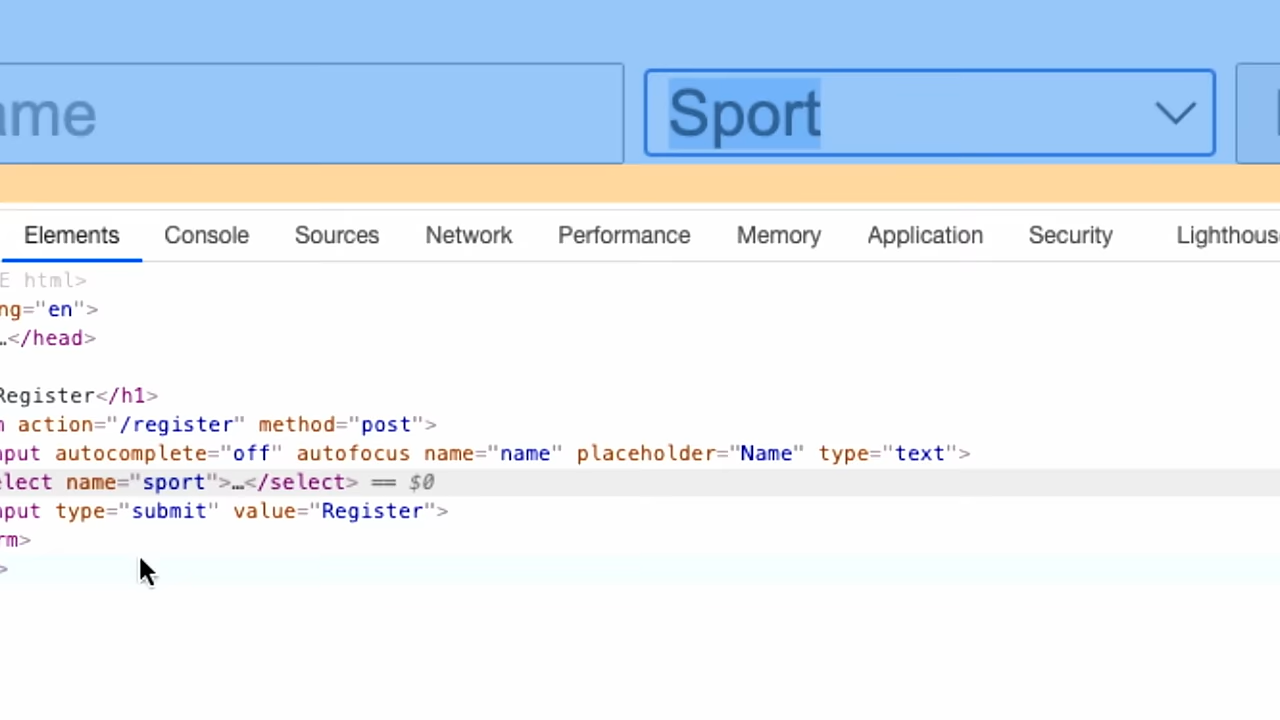 ame Sport
Elements Console Sources Network Performance Memory Application Security Lighthous
E html>
ng="en">
…</head>
Register</h1>
m action="/register" method="post">
nput autocomplete="off" autofocus name="name" placeholder="Name" type="text">
elect name="sport">…</select> == $0
nput type="submit" value="Register">
rm>
>